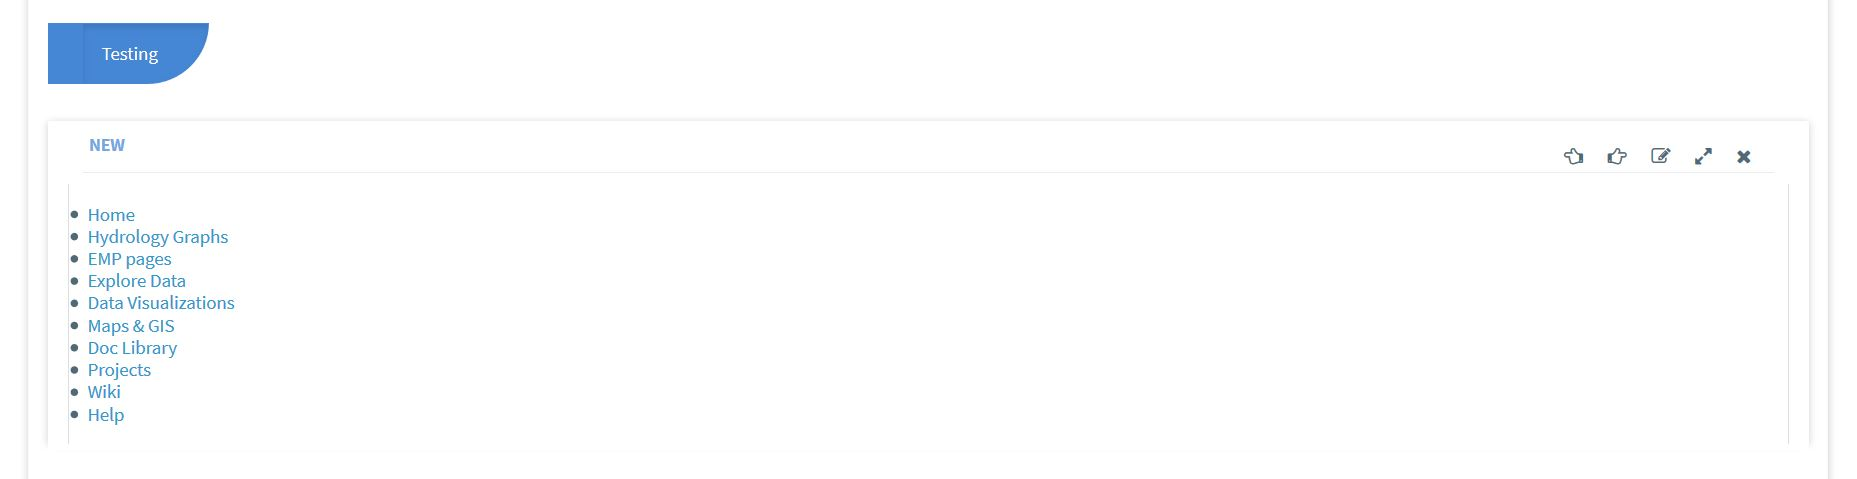 Testing
NEW
Home
Hydrology Graphs
EMP pages
Explore Data
Data Visualizations
Maps & GIS
Doc Library
Projects
Wiki
Help